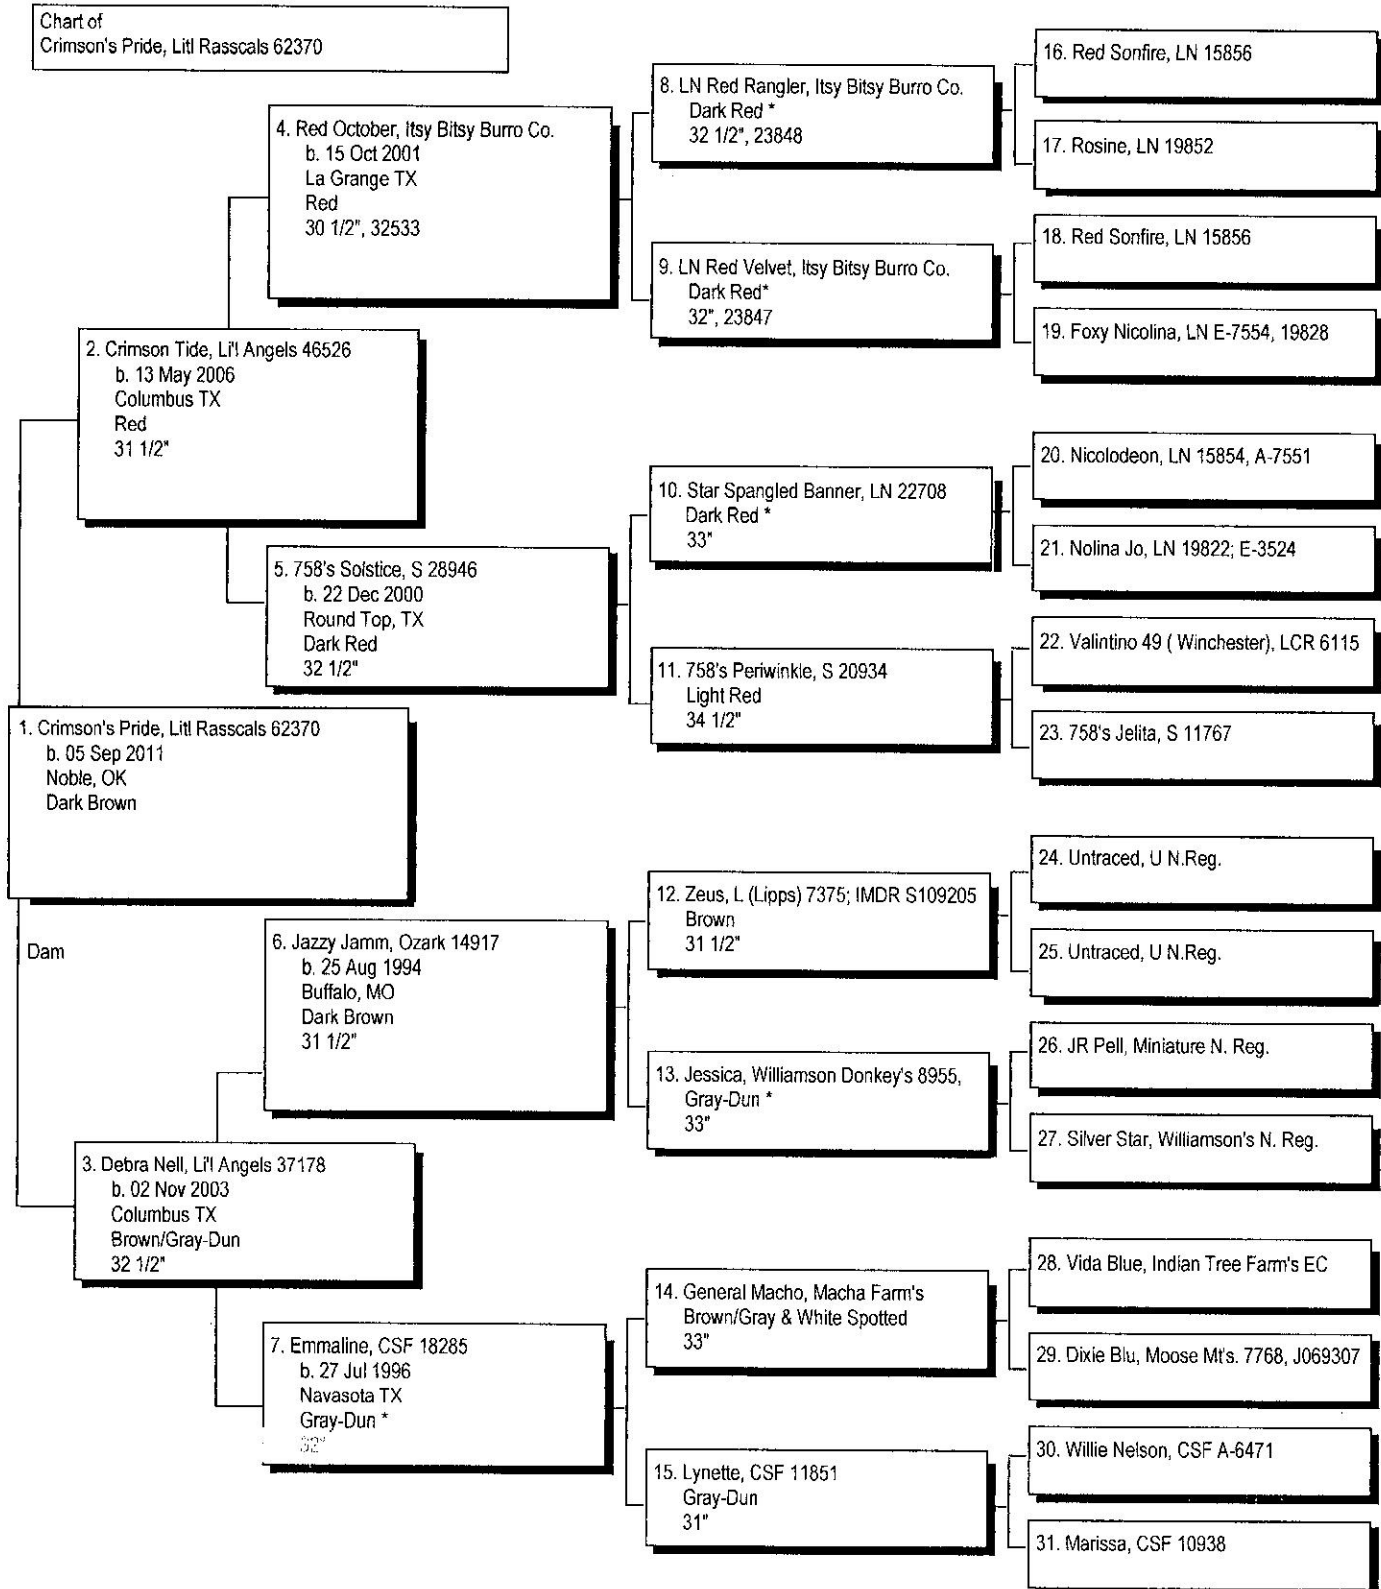 Chart of
Crimson's Pride, Litl Rasscals 62370
1. Crimson's Pride, Litl Rasscals 62370
b. 05 Sep 2011
Noble, OK
Dark Brown
Dam
2. Crimson Tide, Li'l Angels 46526
b. 13 May 2006
Columbus TX
Red
31 1/2"
3. Debra Nell, Li'l Angels 37178
b. 02 Nov 2003
Columbus TX
Brown/Gray-Dun
32 1/2"
4. Red October, Itsy Bitsy Burro Co.
b. 15 Oct 2001
La Grange TX
Red
30 1/2", 32533
5. 758's Solstice, S 28946
b. 22 Dec 2000
Round Top, TX
Dark Red
32 1/2"
6. Jazzy Jamm, Ozark 14917
b. 25 Aug 1994
Buffalo, MO
Dark Brown
31 1/2"
7. Emmaline, CSF 18285
b. 27 Jul 1996
Navasota TX
Gray-Dun *
32"
8. LN Red Rangler, Itsy Bitsy Burro Co.
Dark Red *
32 1/2", 23848
9. LN Red Velvet, Itsy Bitsy Burro Co.
Dark Red*
32", 23847
10. Star Spangled Banner, LN 22708
Dark Red *
33"
11. 758's Periwinkle, S 20934
Light Red
34 1/2"
12. Zeus, L (Lipps) 7375; IMDR S109205
Brown
31 1/2"
13. Jessica, Williamson Donkey's 8955,
Gray-Dun *
33"
14. General Macho, Macha Farm's
Brown/Gray & White Spotted
33"
15. Lynette, CSF 11851
Gray-Dun
31"
16. Red Sonfire, LN 15856
17. Rosine, LN 19852
18. Red Sonfire, LN 15856
19. Foxy Nicolina, LN E-7554, 19828
20. Nicolodeon, LN 15854, A-7551
21. Nolina Jo, LN 19822; E-3524
22. Valintino 49 ( Winchester), LCR 6115
23. 758's Jelita, S 11767
24. Untraced, U N.Reg.
25. Untraced, U N.Reg.
26. JR Pell, Miniature N. Reg.
27. Silver Star, Williamson's N. Reg.
28. Vida Blue, Indian Tree Farm's EC
29. Dixie Blu, Moose Mt's. 7768, J069307
30. Willie Nelson, CSF A-6471
31. Marissa, CSF 10938